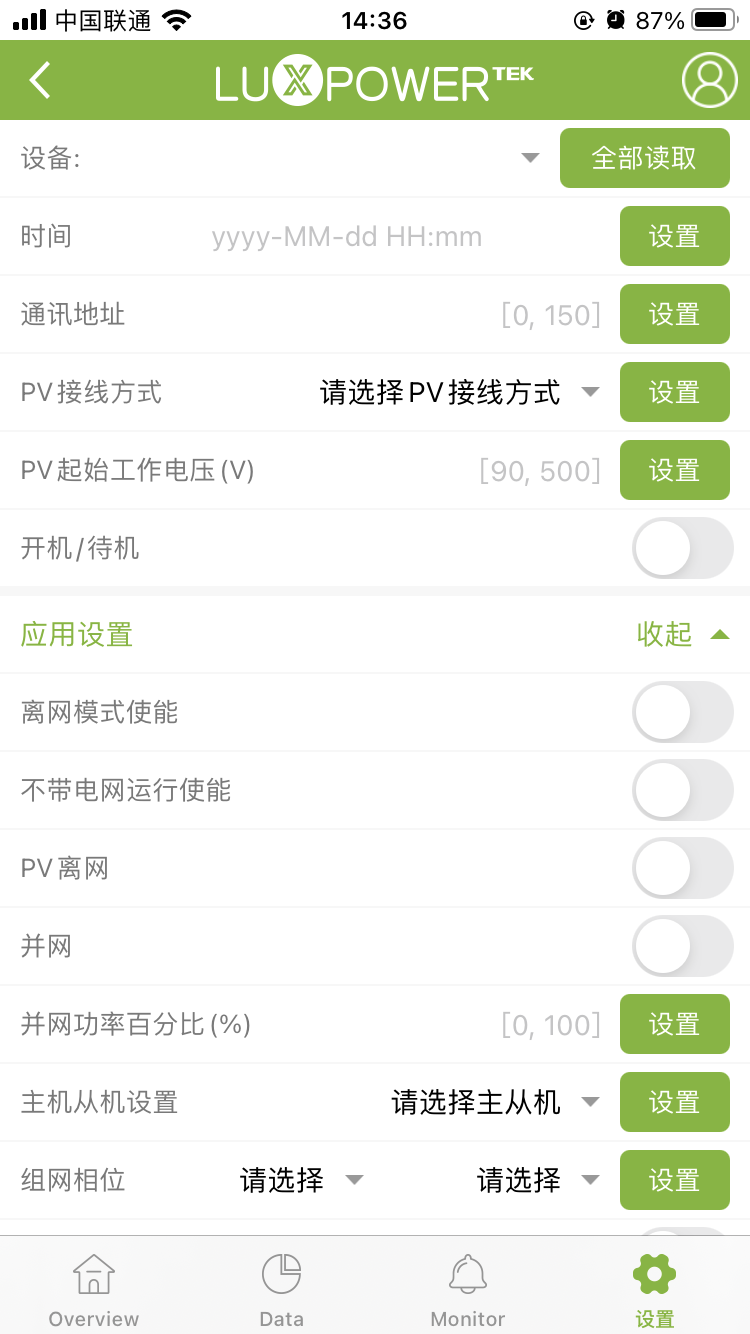 中国联通 14:36 87%
LUXPOWERTEK
设备: 全部读取
时间 yyyy-MM-dd HH:mm 设置
通讯地址 [0, 150] 设置
PV接线方式 请选择PV接线方式 设置
PV起始工作电压(V) [90, 500] 设置
开机/待机
应用设置 收起
离网模式使能
不带电网运行使能
PV离网
并网
并网功率百分比(%) [0, 100] 设置
主机从机设置 请选择主从机 设置
组网相位 请选择 请选择 设置
Overview Data Monitor 设置